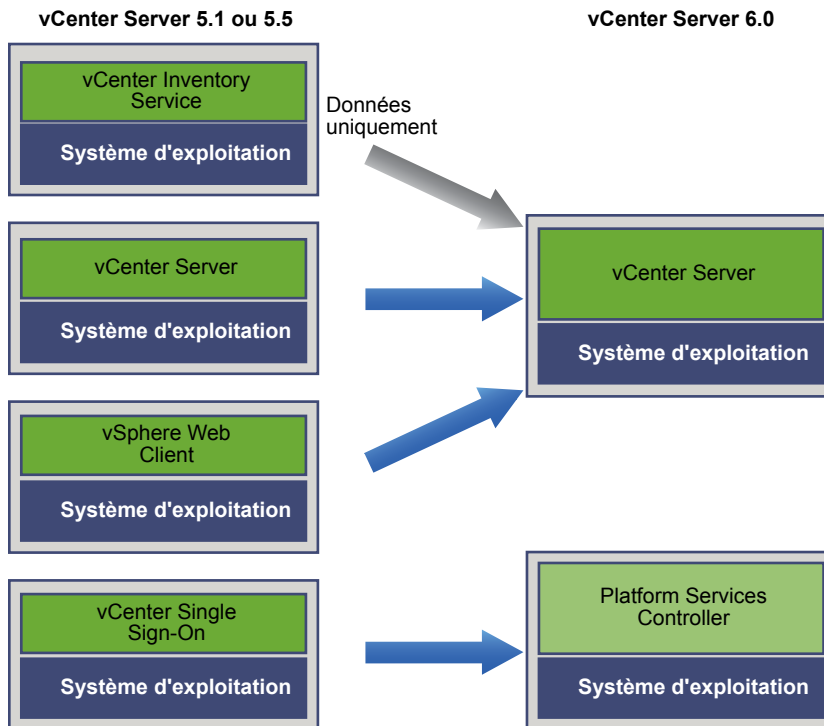 vCenter Server 5.1 ou 5.5
vCenter Server 6.0
vCenter Inventory
Service
Système d'exploitation
Données
uniquement
vCenter Server
Système d'exploitation
vCenter Server
Système d'exploitation
vSphere Web
Client
Système d'exploitation
vCenter Single
Sign-On
Système d'exploitation
Platform Services
Controller
Système d'exploitation